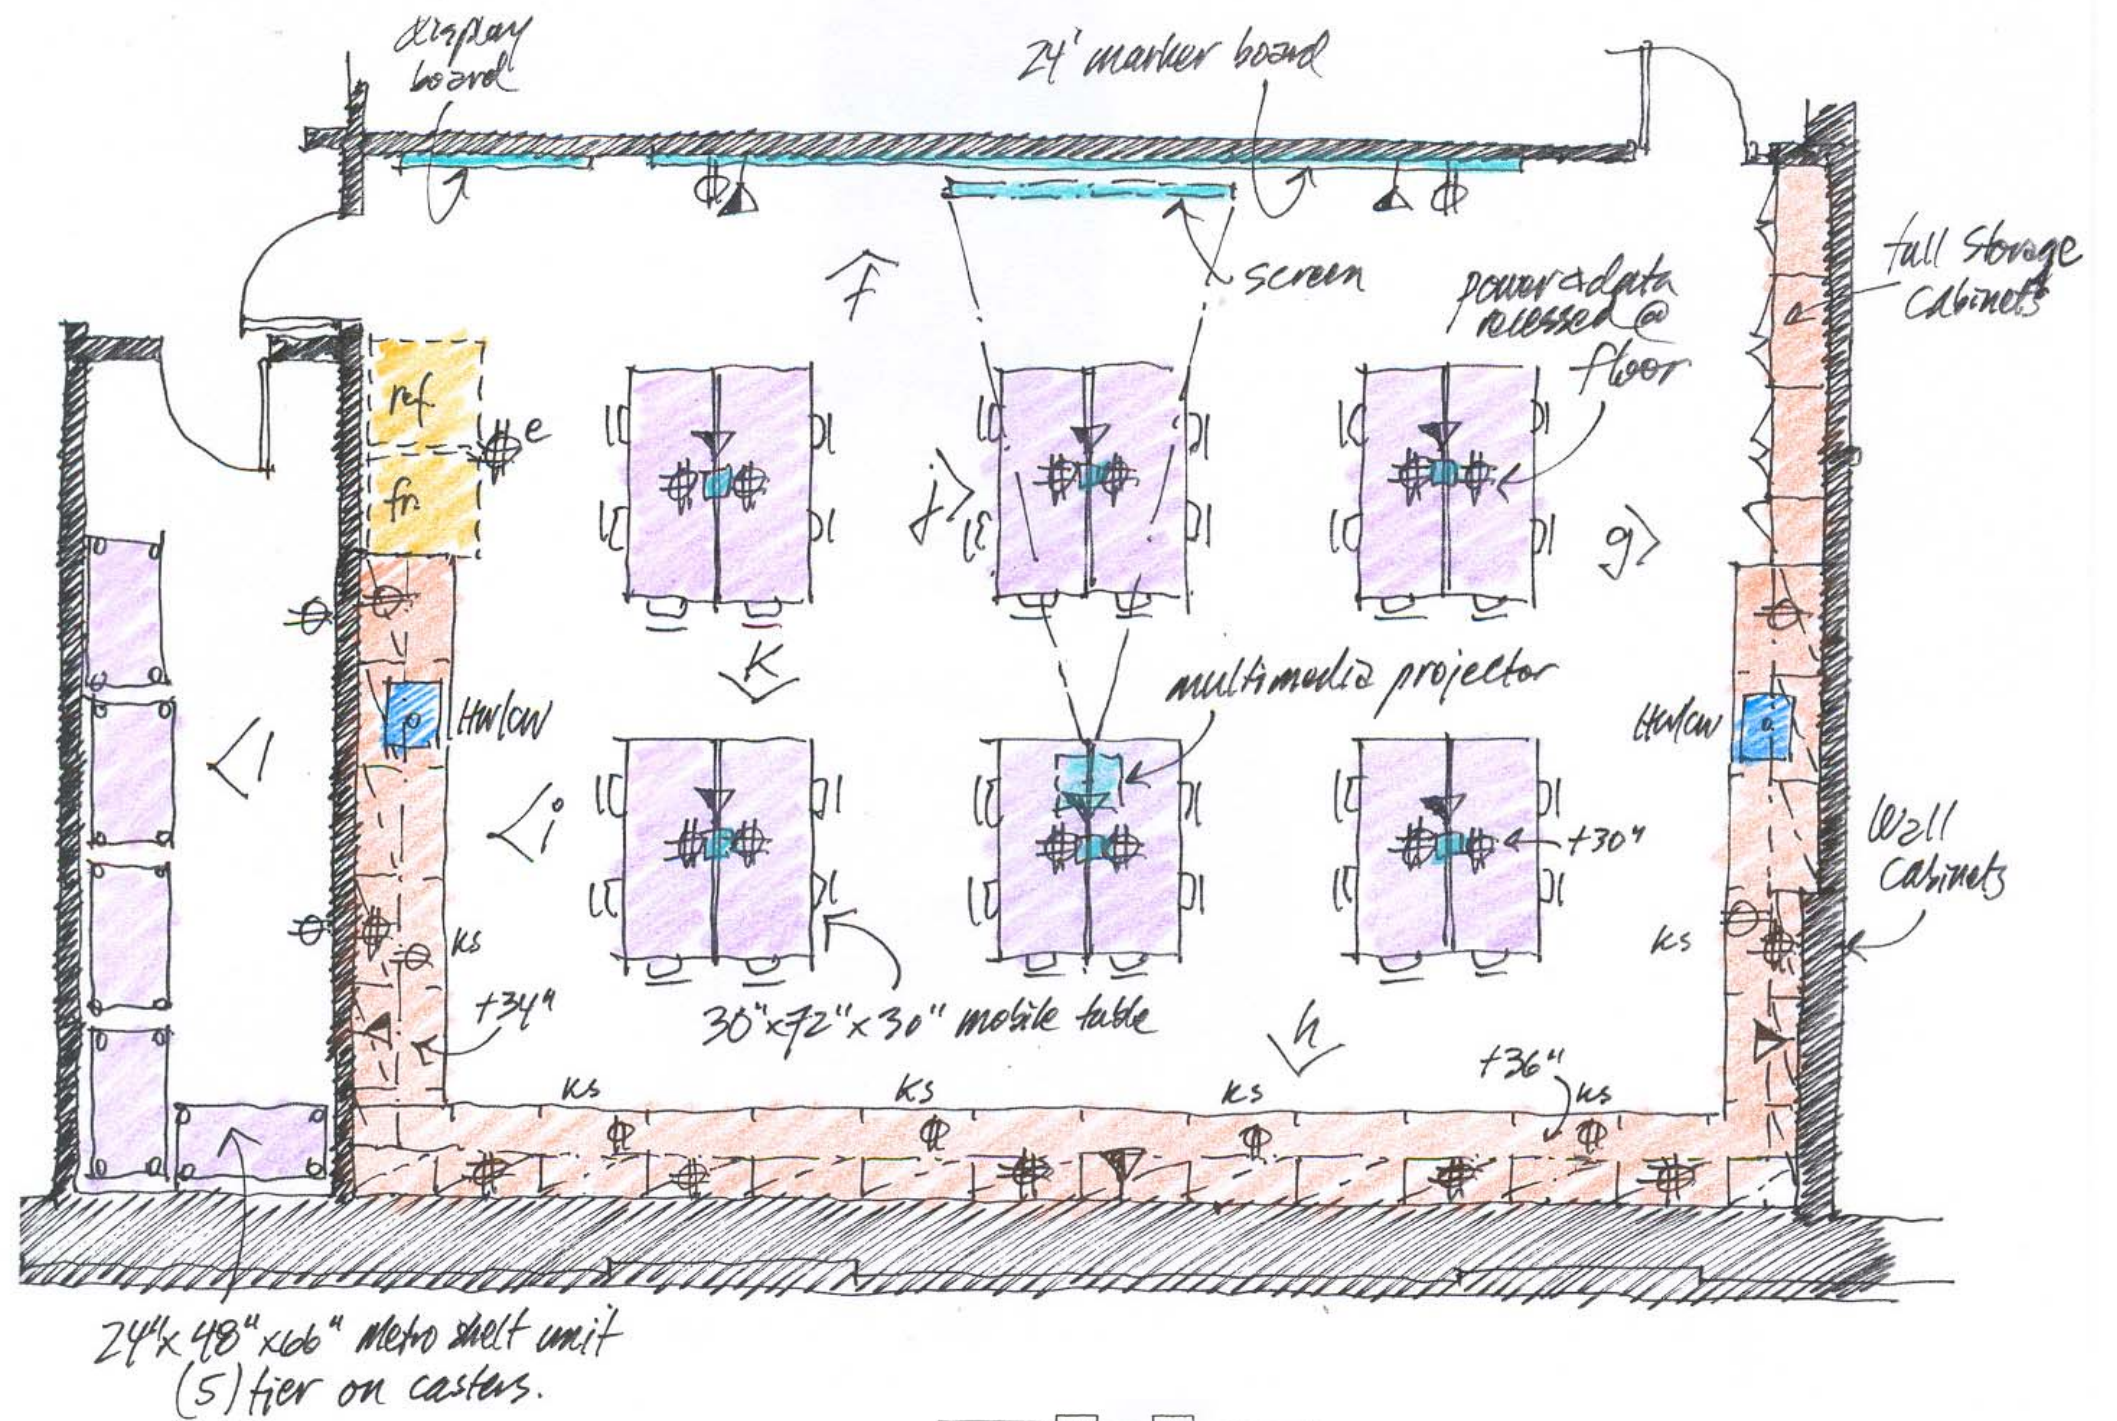 display
board
24' marker board
tall storage
cabinets
screen
power & data
recessed @
floor
f
ref.
e
fr.
j
g
k
multimedia projector
HW/CW
HW/CW
l
i
+30"
Wall
cabinets
ks
ks
+34"
30"x72"x30" mobile table
h
+36"
ks
ks
ks
ks
24"x48"x66" metro shelf unit
(5) tier on casters.